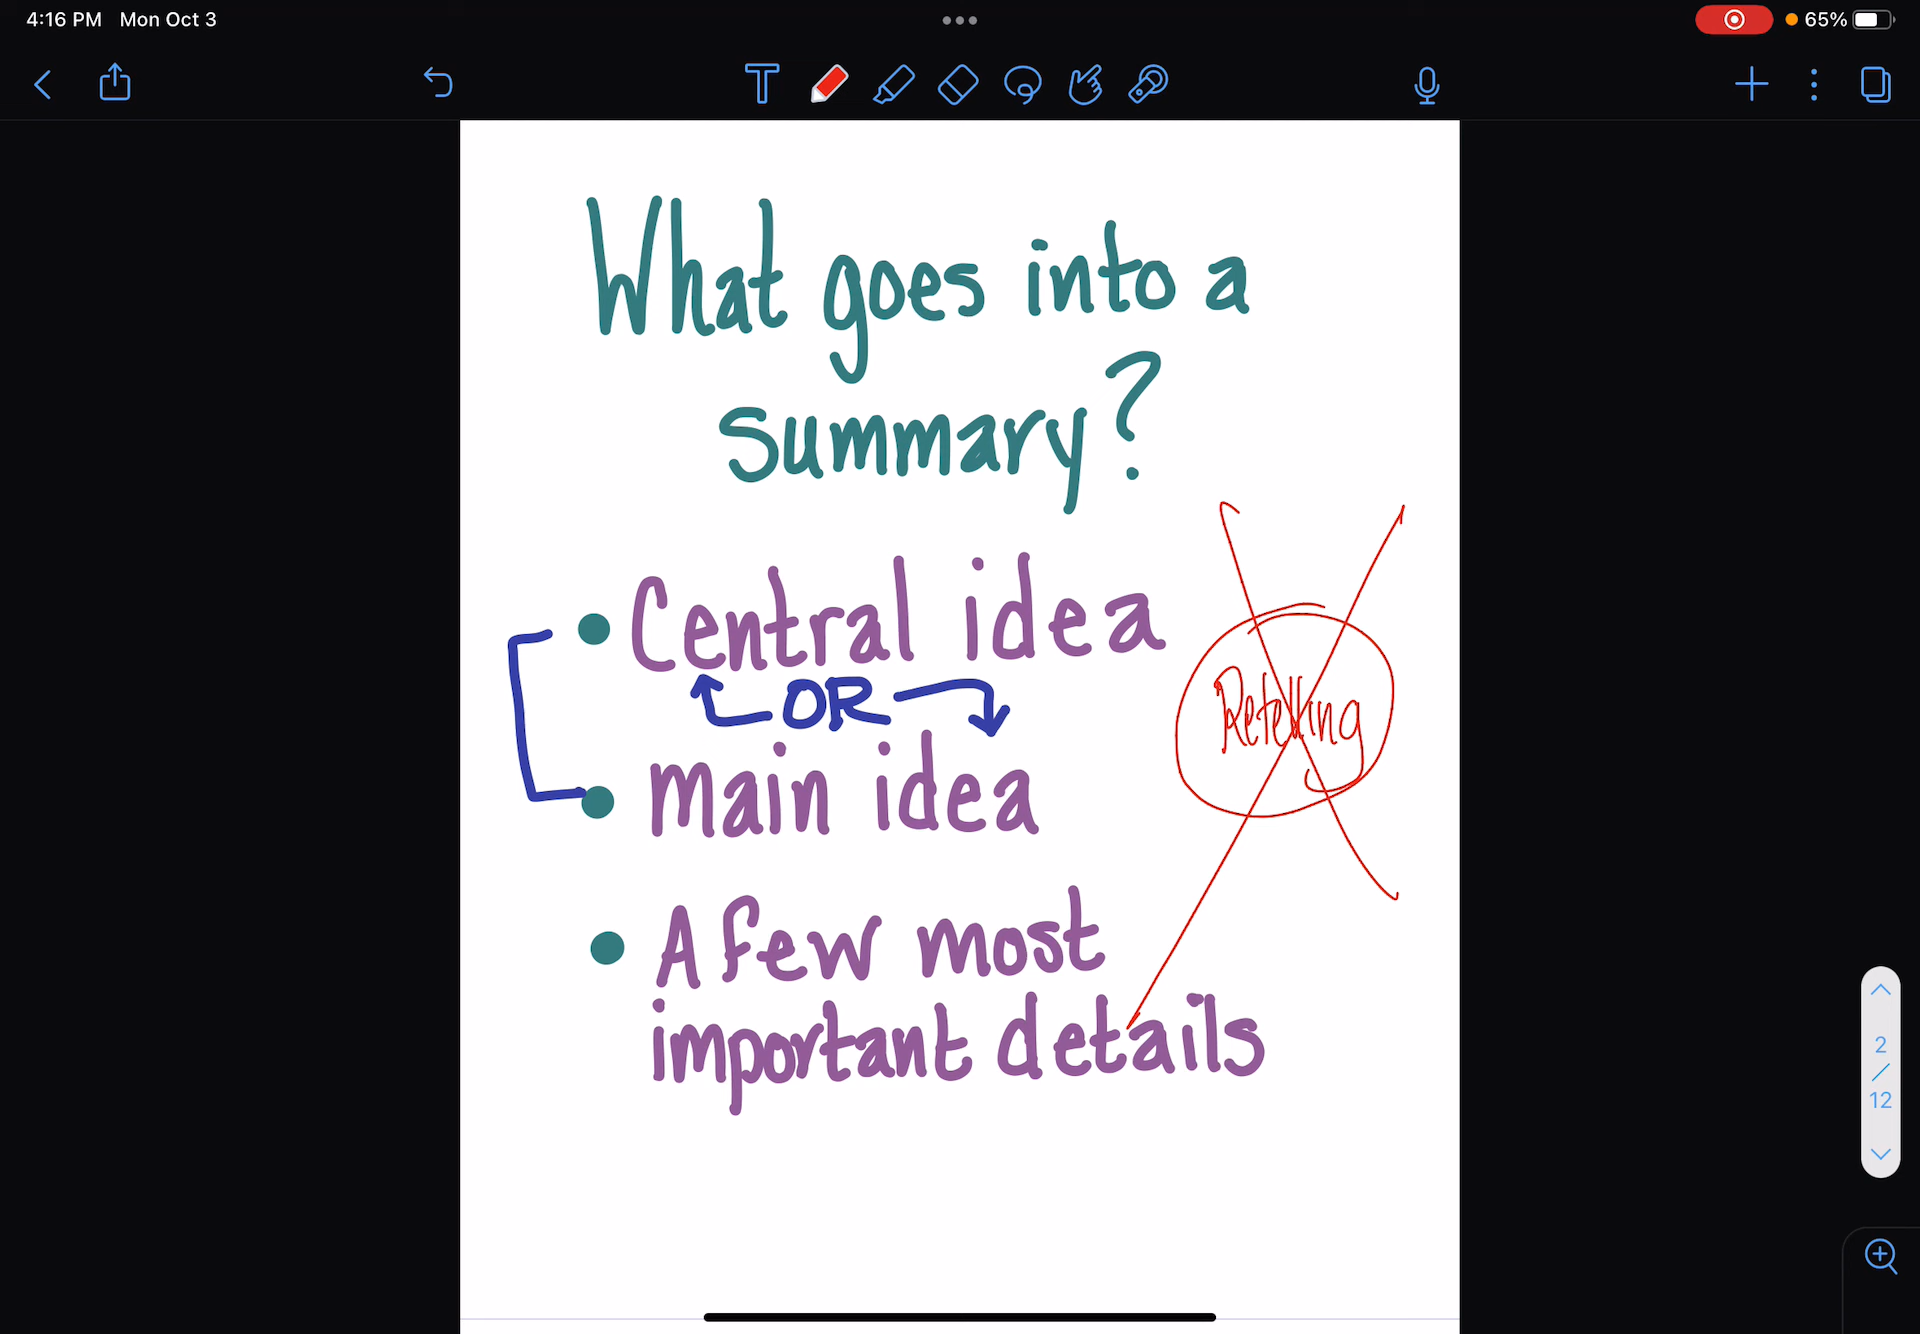 4:16 PM Mon Oct 3
65%
What goes into a
summary?
Central idea
OR
main idea
Retelling
A few most
important details
2
/
12